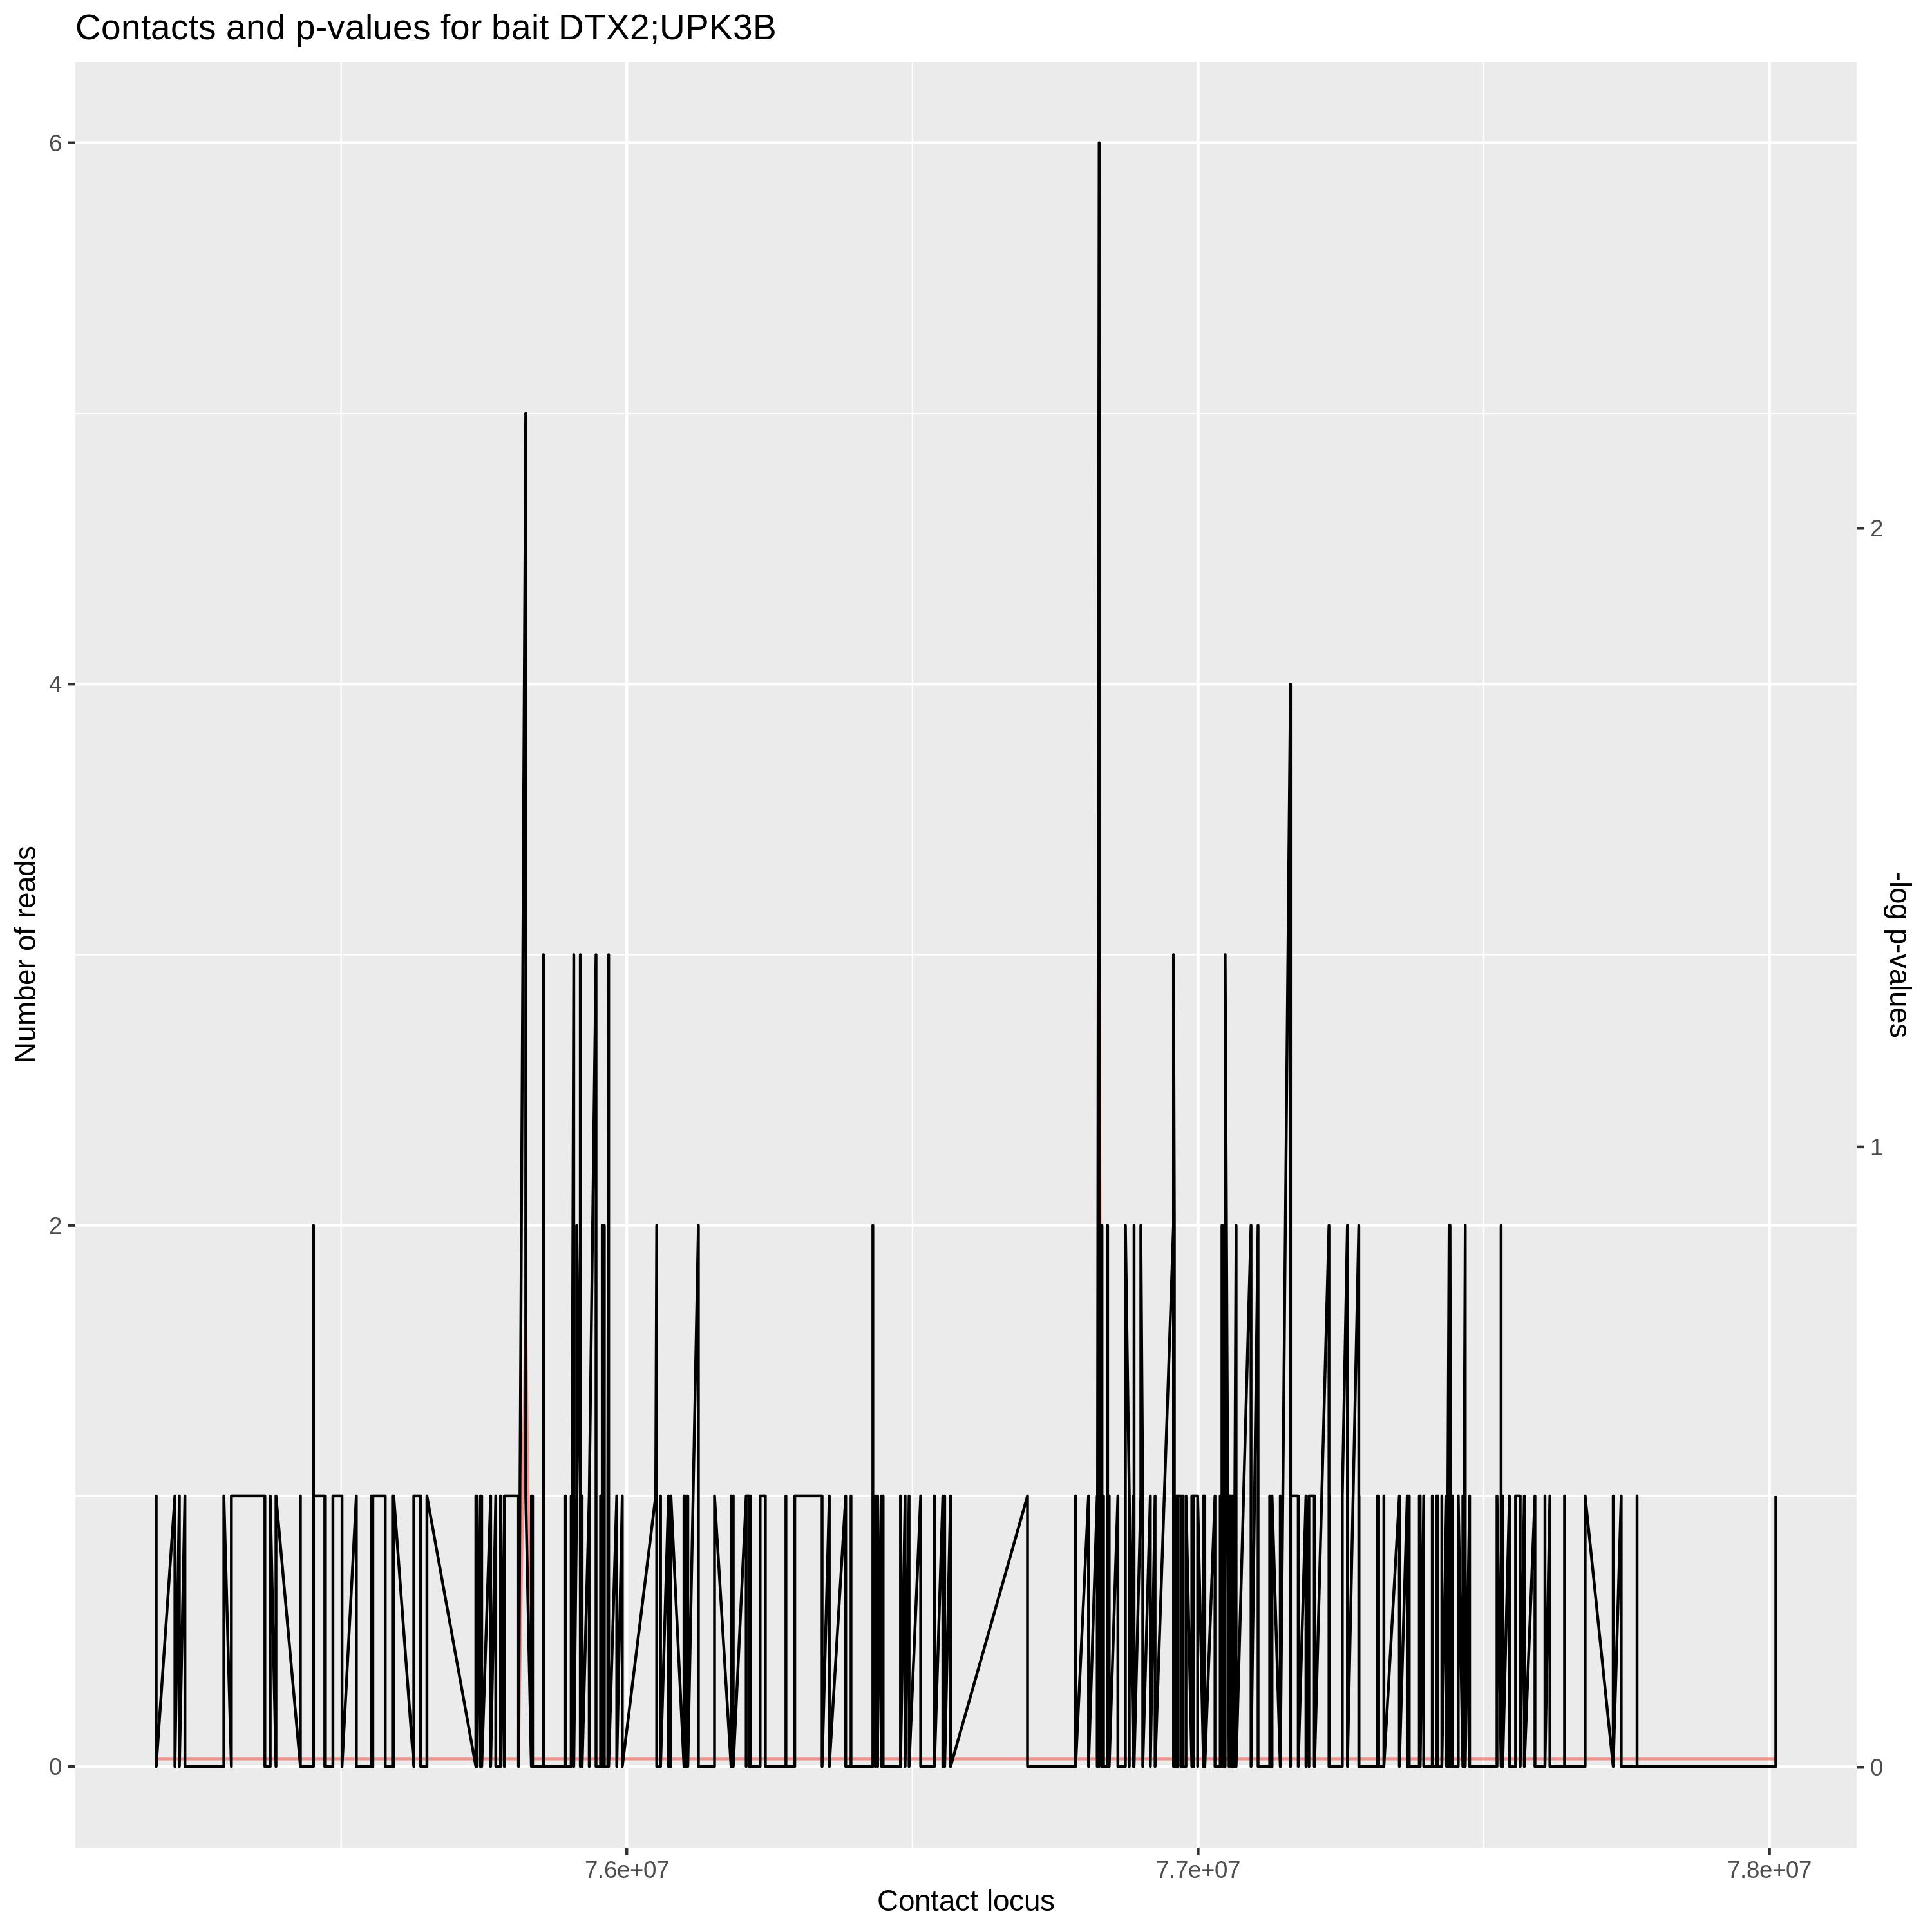 Contacts and p-values for bait DTX2;UPK3B
6
4
2
0
Number of reads
2
1
0
-log p-values
7.6e+07
7.7e+07
7.8e+07
Contact locus